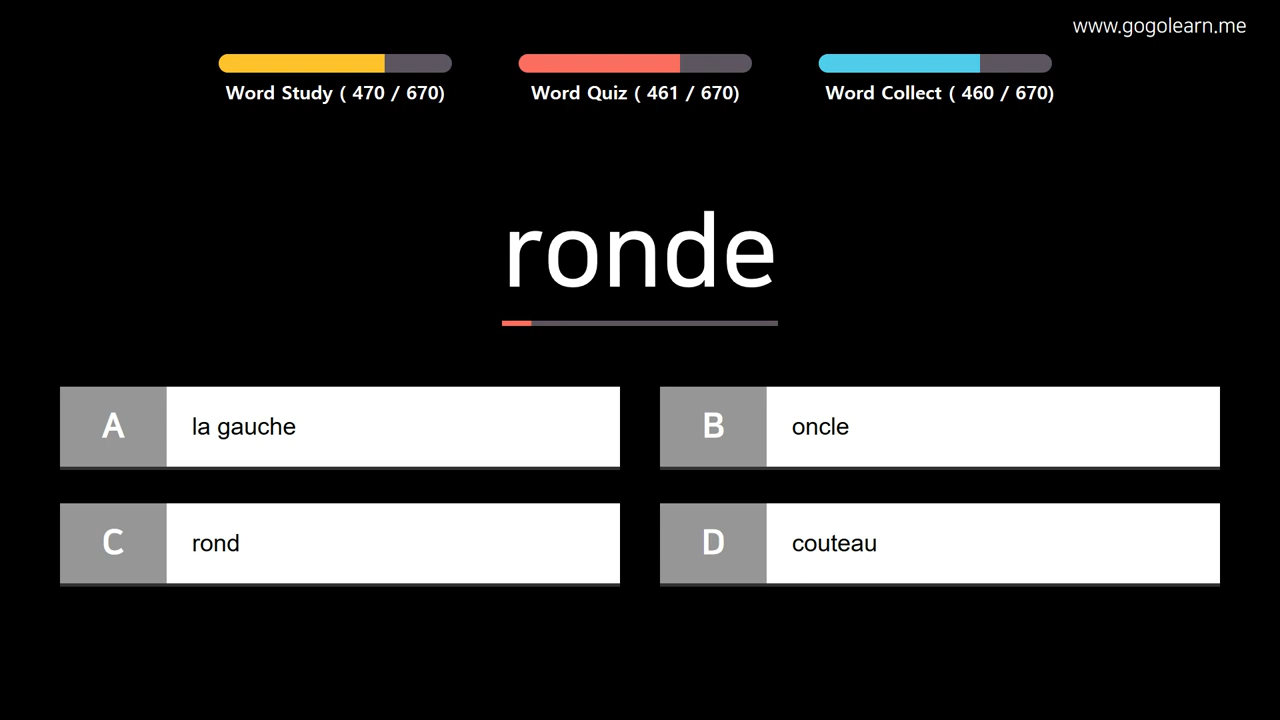 www.gogolearn.me
Word Study ( 470 / 670)
Word Quiz ( 461 / 670)
Word Collect ( 460 / 670)
ronde
A la gauche
B oncle
C rond
D couteau